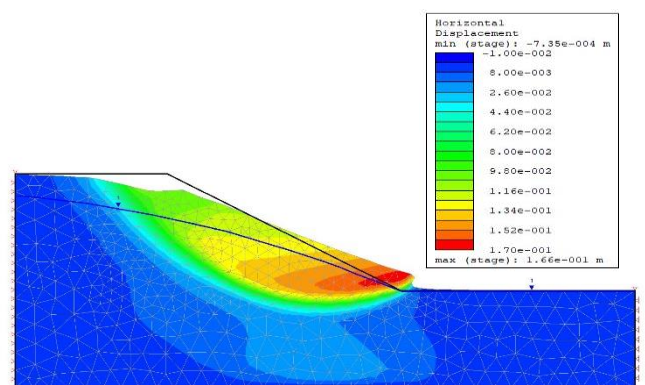 Horizontal
Displacement
min (stage): -7.35e-004 m
-1.00e-002
8.00e-003
2.60e-002
4.40e-002
6.20e-002
8.00e-002
9.80e-002
1.16e-001
1.34e-001
1.52e-001
1.70e-001
max (stage): 1.66e-001 m